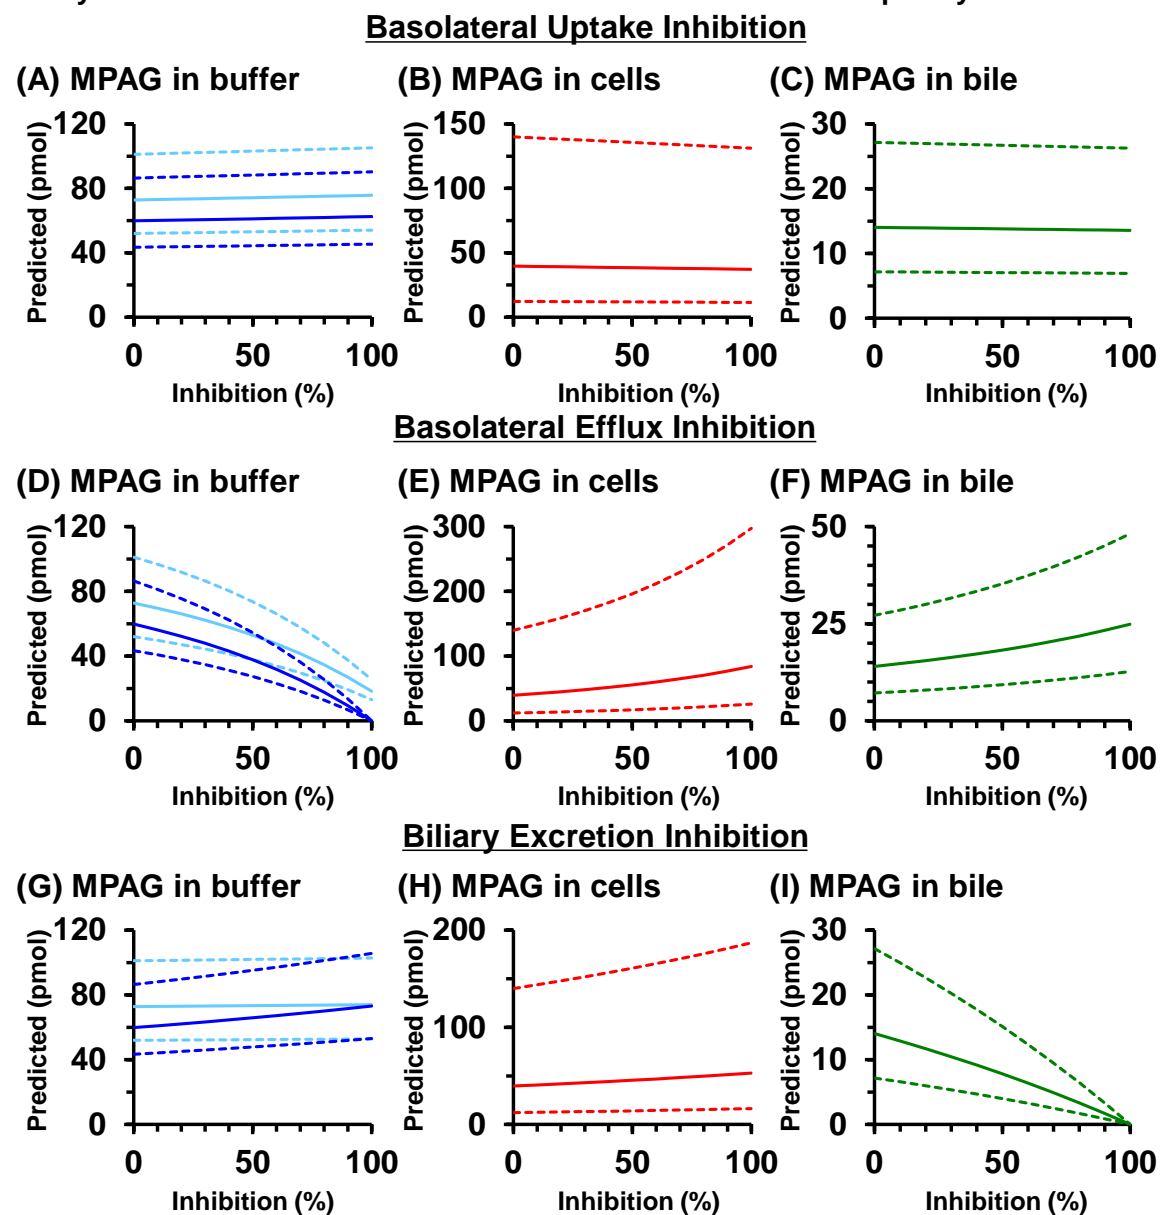 Basolateral Uptake Inhibition
(A) MPAG in buffer (B) MPAG in cells (C) MPAG in bile
Predicted (pmol) 120 80 40 0 0 50 100 Inhibition (%)
Predicted (pmol) 150 100 50 0 0 50 100 Inhibition (%)
Predicted (pmol) 30 20 10 0 0 50 100 Inhibition (%)
Basolateral Efflux Inhibition
(D) MPAG in buffer (E) MPAG in cells (F) MPAG in bile
Predicted (pmol) 120 80 40 0 0 50 100 Inhibition (%)
Predicted (pmol) 300 200 100 0 0 50 100 Inhibition (%)
Predicted (pmol) 50 25 0 0 50 100 Inhibition (%)
Biliary Excretion Inhibition
(G) MPAG in buffer (H) MPAG in cells (I) MPAG in bile
Predicted (pmol) 120 80 40 0 0 50 100 Inhibition (%)
Predicted (pmol) 200 100 0 0 50 100 Inhibition (%)
Predicted (pmol) 30 20 10 0 0 50 100 Inhibition (%)